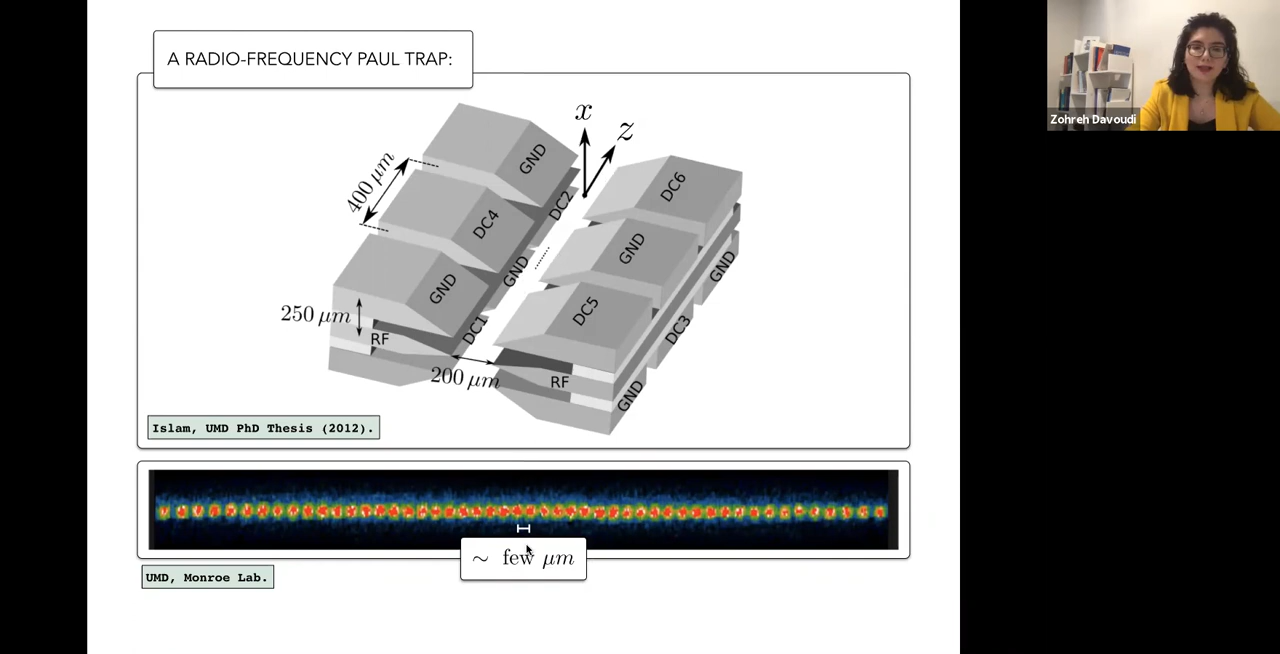 A RADIO-FREQUENCY PAUL TRAP:
Zohreh Davoudi
x
z
400 μm
GND
DC2
DC6
DC4
GND
GND
GND
GND
DC5
250 μm
RF
DC1
DC3
200 μm
RF
GND
Islam, UMD PhD Thesis (2012).
~ few μm
UMD, Monroe Lab.